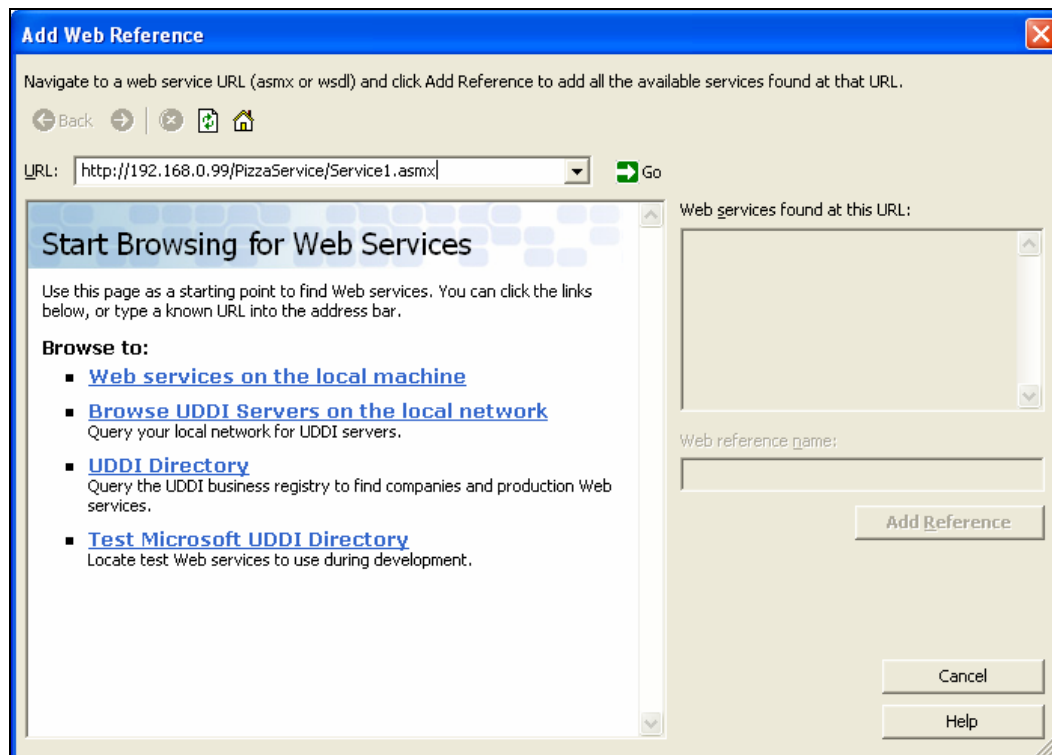 Add Web Reference
Navigate to a web service URL (asmx or wsdl) and click Add Reference to add all the available services found at that URL.
Back
URL: http://192.168.0.99/PizzaService/Service1.asmx Go
Start Browsing for Web Services
Use this page as a starting point to find Web services. You can click the links
below, or type a known URL into the address bar.
Browse to:
Web services on the local machine
Browse UDDI Servers on the local network
Query your local network for UDDI servers.
UDDI Directory
Query the UDDI business registry to find companies and production Web
services.
Test Microsoft UDDI Directory
Locate test Web services to use during development.
Web services found at this URL:
Web reference name:
Add Reference
Cancel
Help